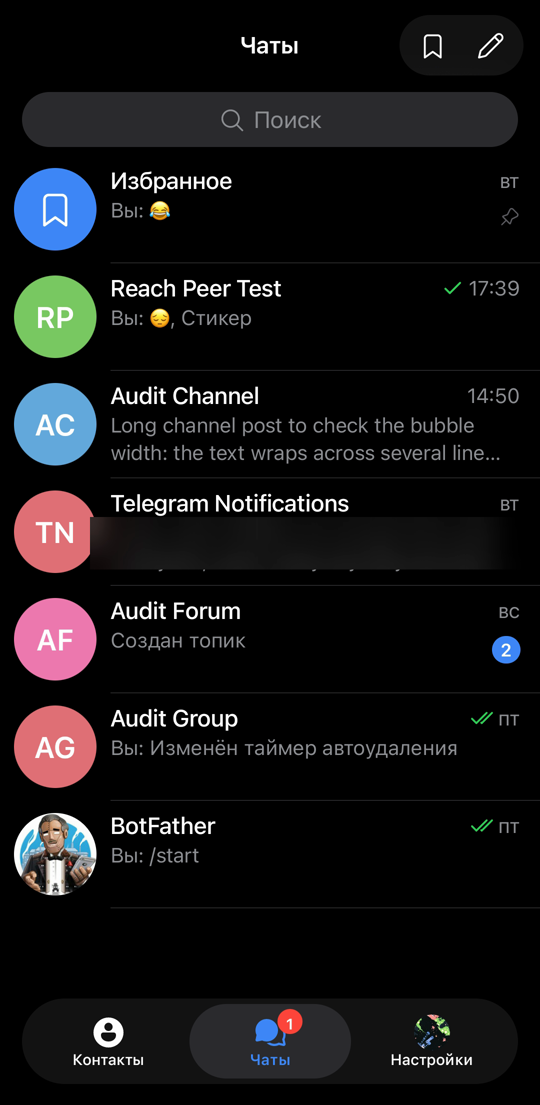 Чаты
Поиск
Избранное
вт
Вы: 😂
Reach Peer Test
17:39
RP
Вы: 😔, Стикер
Audit Channel
14:50
AC
Long channel post to check the bubble
width: the text wraps across several line...
Telegram Notifications
вт
TN
Audit Forum
вс
AF
Создан топик
2
Audit Group
пт
AG
Вы: Изменён таймер автоудаления
BotFather
пт
Вы: /start
1
Контакты
Чаты
Настройки